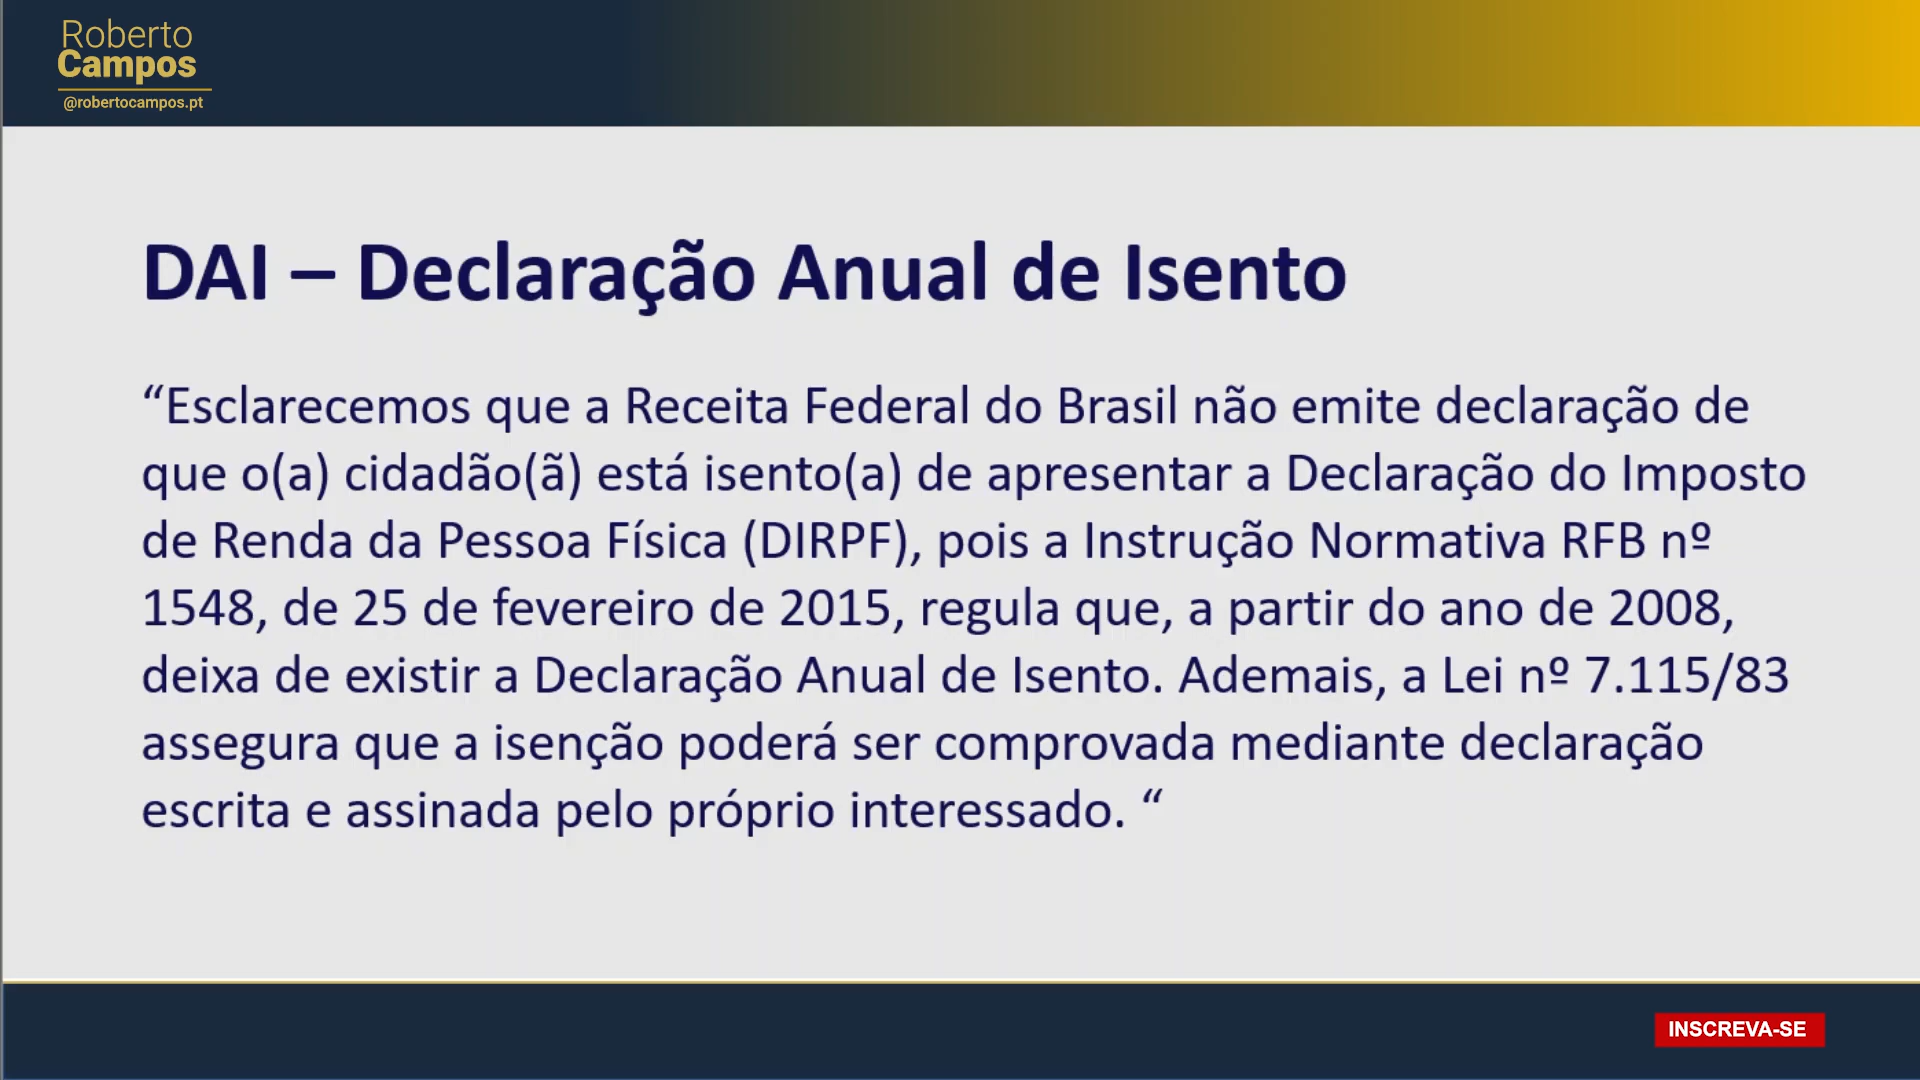 Roberto
Campos
@robertocampos.pt
DAI – Declaração Anual de Isento
“Esclarecemos que a Receita Federal do Brasil não emite declaração de
que o(a) cidadão(ã) está isento(a) de apresentar a Declaração do Imposto
de Renda da Pessoa Física (DIRPF), pois a Instrução Normativa RFB nº
1548, de 25 de fevereiro de 2015, regula que, a partir do ano de 2008,
deixa de existir a Declaração Anual de Isento. Ademais, a Lei nº 7.115/83
assegura que a isenção poderá ser comprovada mediante declaração
escrita e assinada pelo próprio interessado. “
INSCREVA-SE